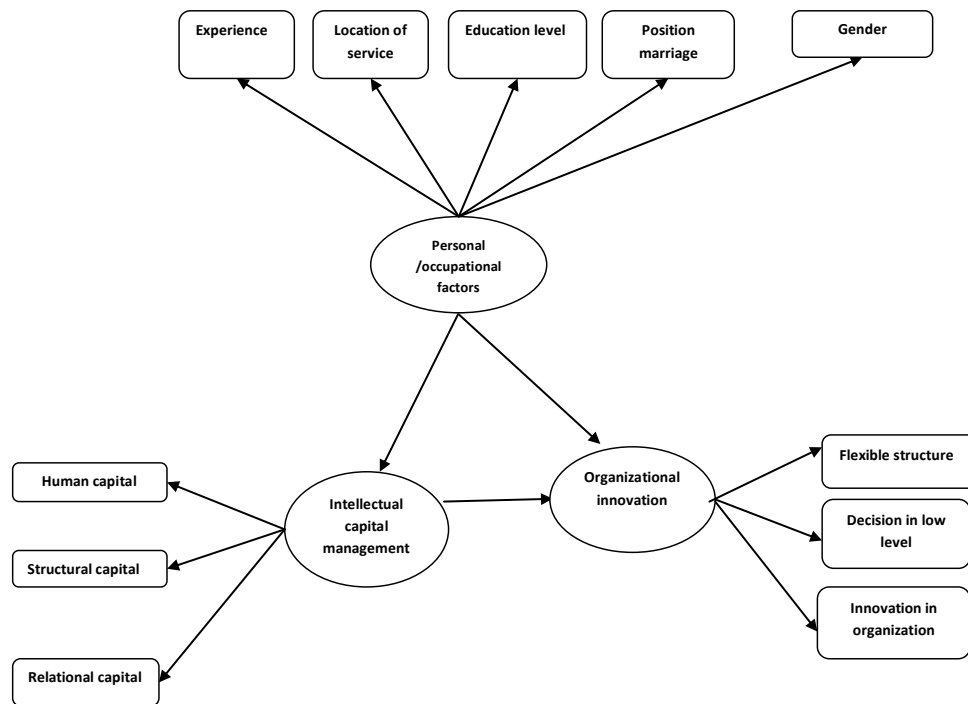 Experience
Location of
service
Education level
Position
marriage
Gender
Personal
/occupational
factors
Human capital
Structural capital
Relational capital
Intellectual
capital
management
Organizational
innovation
Flexible structure
Decision in low
level
Innovation in
organization